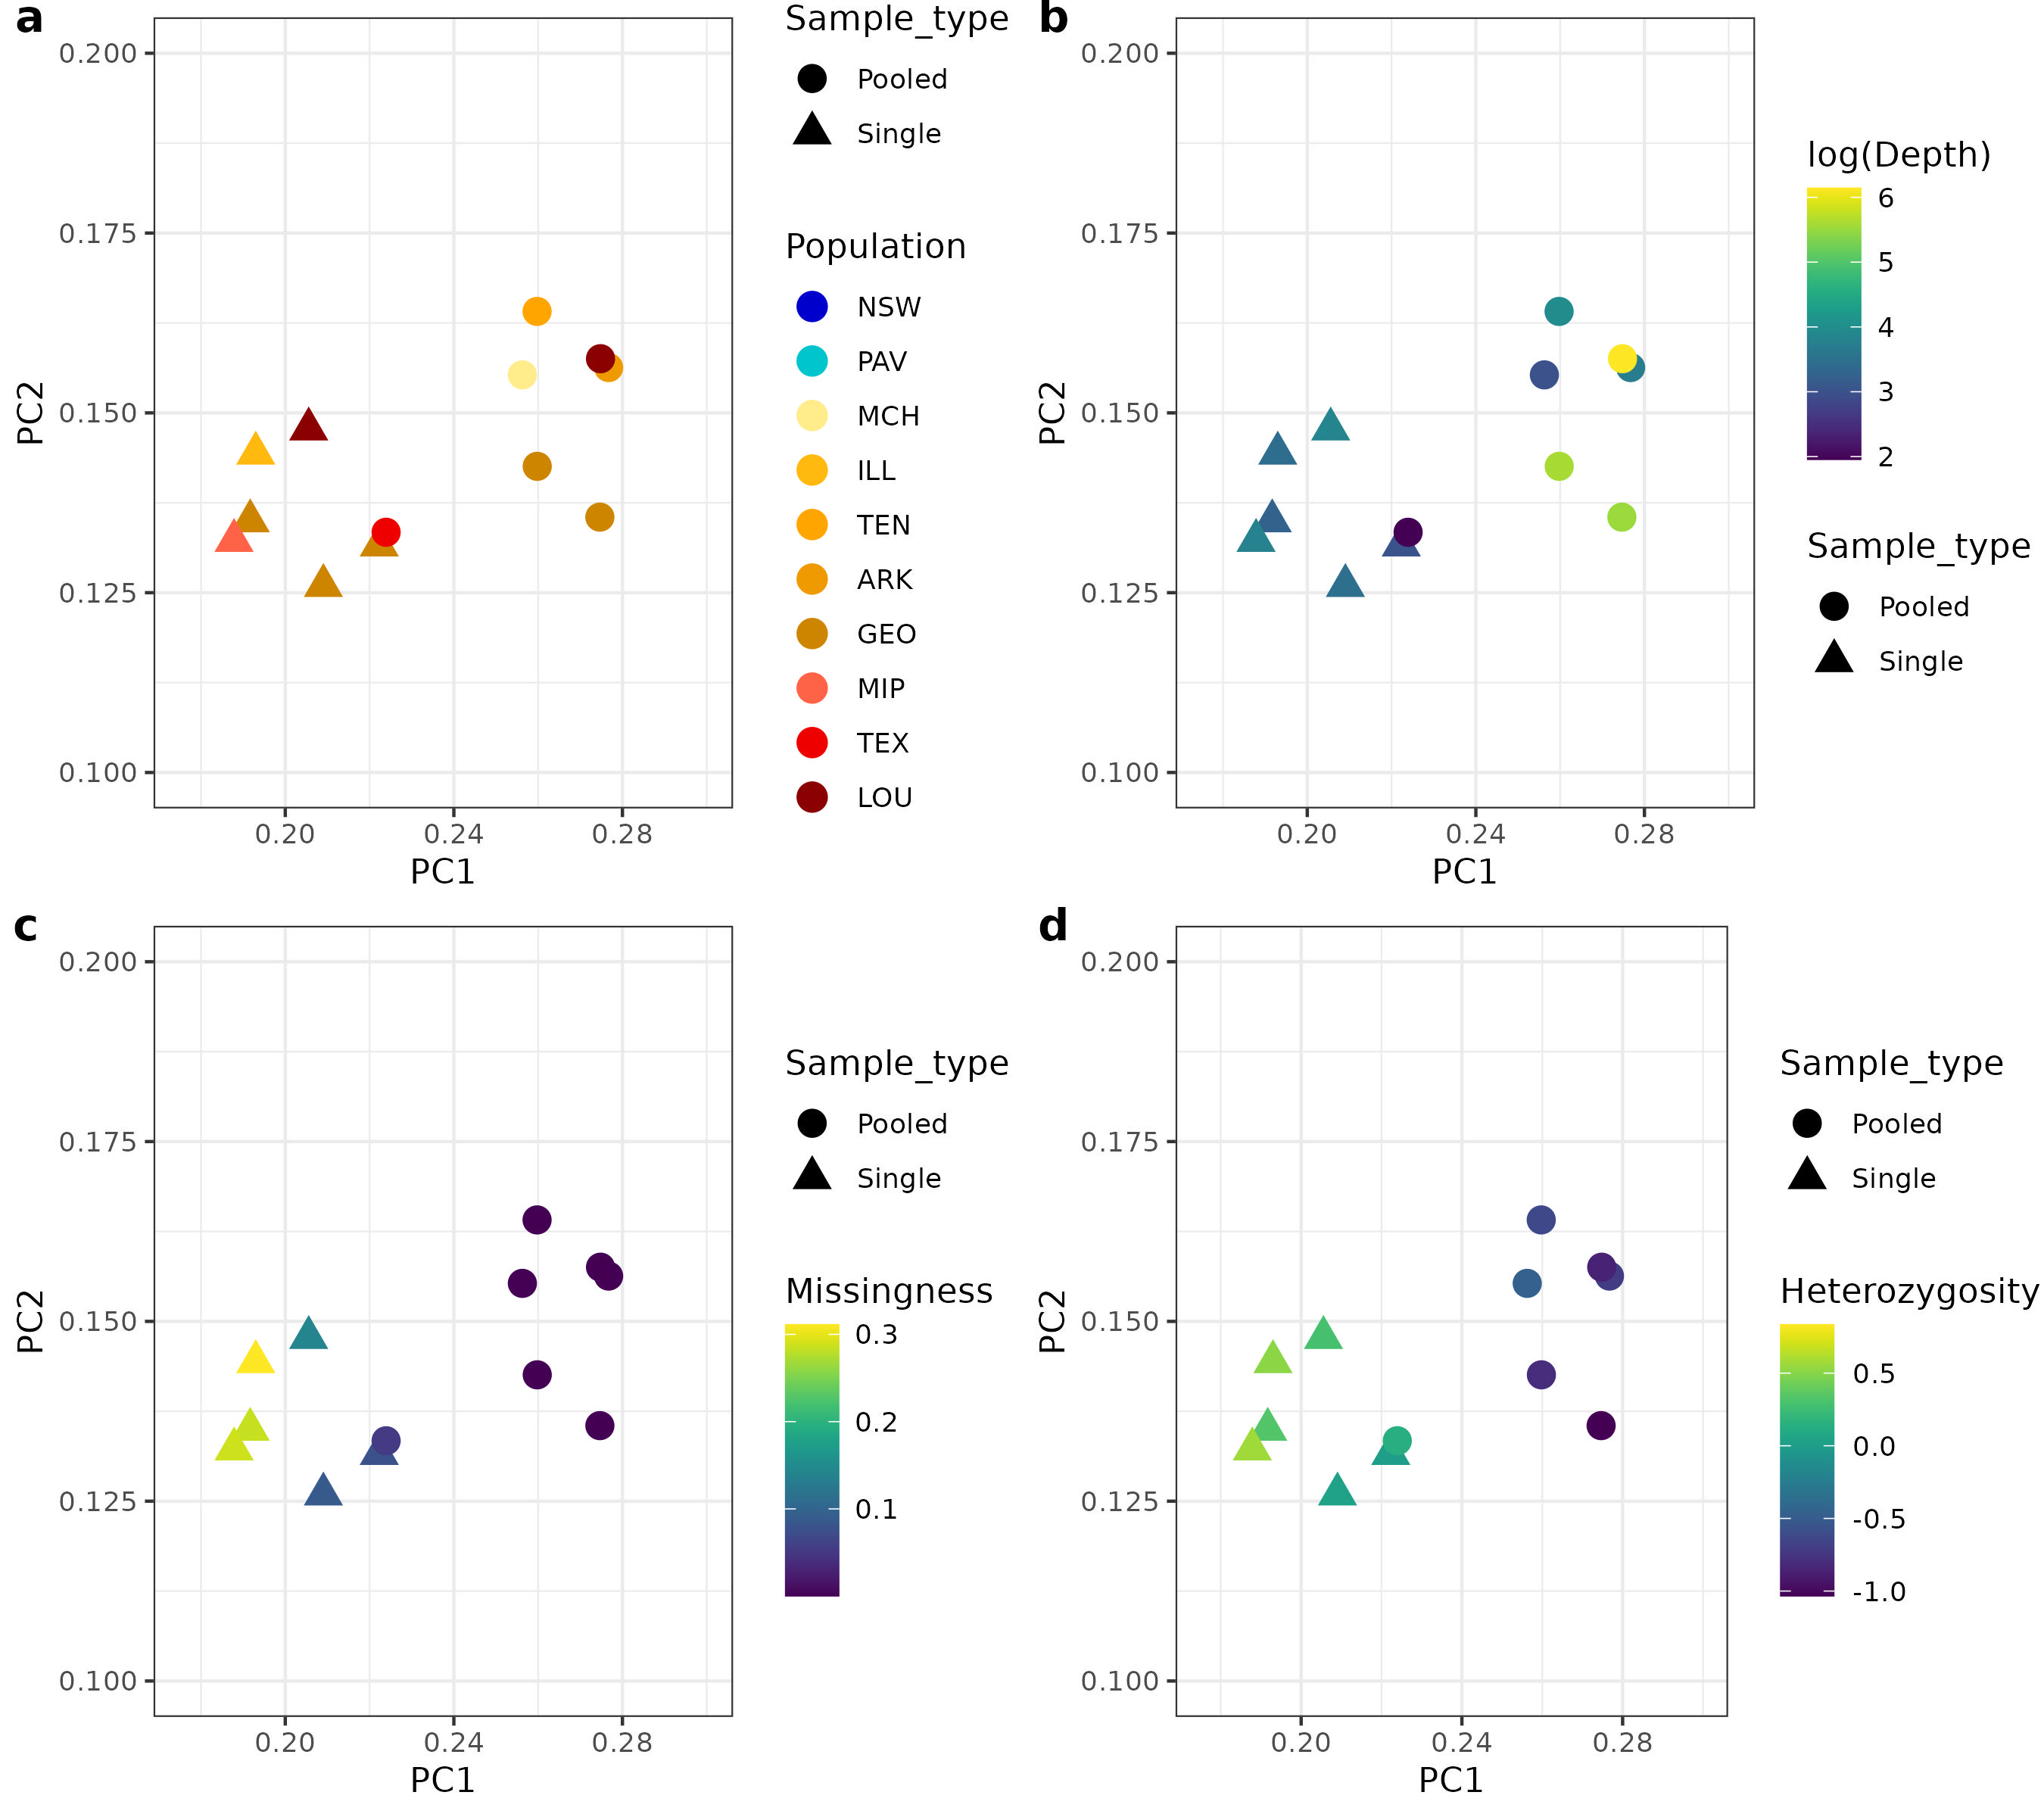 a
PC2
0.200
0.175
0.150
0.125
0.100
0.20 0.24 0.28
PC1
Sample_type
Pooled
Single
Population
NSW
PAV
MCH
ILL
TEN
ARK
GEO
MIP
TEX
LOU
b
PC2
0.200
0.175
0.150
0.125
0.100
0.20 0.24 0.28
PC1
log(Depth)
6
5
4
3
2
Sample_type
Pooled
Single
c
PC2
0.200
0.175
0.150
0.125
0.100
0.20 0.24 0.28
PC1
Sample_type
Pooled
Single
Missingness
0.3
0.2
0.1
d
PC2
0.200
0.175
0.150
0.125
0.100
0.20 0.24 0.28
PC1
Sample_type
Pooled
Single
Heterozygosity
0.5
0.0
-0.5
-1.0